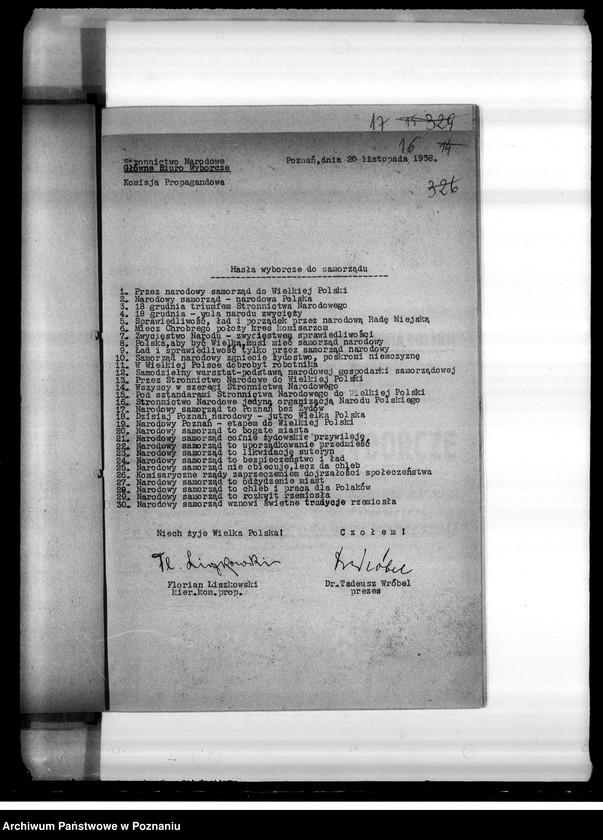 17 15 329
16 14
326
Stronnictwo Narodowe
Główne Biuro Wyborcze
Poznań,dnia 20 listopada 1938.
Komisja Propagandowa
Hasła wyborcze do samorządu
1. Przez narodowy samorząd do Wielkiej Polski
2. Narodowy samorząd - narodowa Polska
3. 18 grudnia triumfem Stronnictwa Narodowego
4. 18 grudnia - wola narodu zwycięży
5. Sprawiedliwość, ład i porządek przez narodową Radę Miejską
6. Miecz Chrobrego położy kres komisarzom
7. Zwycięstwo Narodu - zwycięstwem sprawiedliwości
8. Polska,aby być Wielką,musi mieć samorząd narodowy
9. Ład i sprawiedliwość tylko przez samorząd narodowy
10. Samorząd narodowy zgniecie żydostwo, poskromi niemczyznę
11. W Wielkiej Polsce dobrobyt robotnika
12. Samodzielny warsztat-podstawą narodowej gospodarki samorządowej
13. Przez Stronnictwo Narodowe do Wielkiej Polski
14. Wszyscy w szeregi Stronnictwa Narodowego
15. Pod sztandarami Stronnictwa Narodowego do Wielkiej Polski
16. Stronnictwo Narodowe jedyną organizacją Narodu Polskiego
17. Narodowy samorząd to Poznań bez Żydów
18. Dzisiaj Poznań narodowy - jutro Wielka Polska
19. Narodowy Poznań - etapem do Wielkiej Polski
20. Narodowy samorząd to bogate miasta
21. Narodowy samorząd cofnie żydowskie przywileje
22. Narodowy samorząd to uporządkowanie przedmieść
23. Narodowy samorząd to likwidacja suteryn
24. Narodowy samorząd to bezpieczeństwo i ład
25. Narodowy samorząd nie obiecuje,lecz da chleb
26. Komisaryczne rządy zaprzeczeniem dojrzałości społeczeństwa
27. Narodowy samorząd to odżydzenie miast
28. Narodowy samorząd to chleb i praca dla Polaków
29. Narodowy samorząd to rozkwit rzemiosła
30. Narodowy samorząd wznowi świetne tradycje rzemiosła
Niech żyje Wielka Polska! Czołem!
Fl. Liszkowski Dr Wróbel
Florian Liszkowski
kier.kom.prop.
Dr.Tadeusz Wróbel
prezes
Archiwum Państwowe w Poznaniu